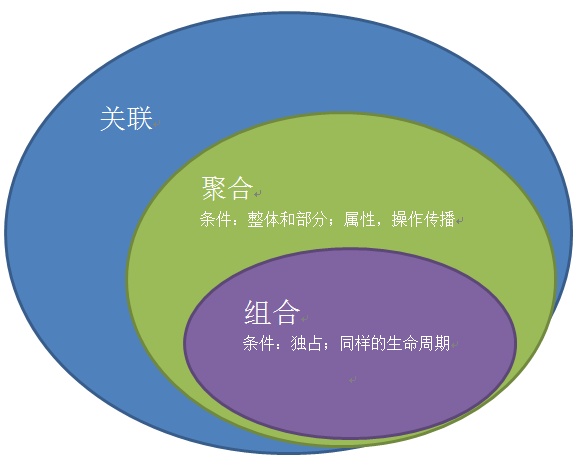 关联
聚合
条件：整体和部分；属性，操作传播
组合
条件：独占；同样的生命周期